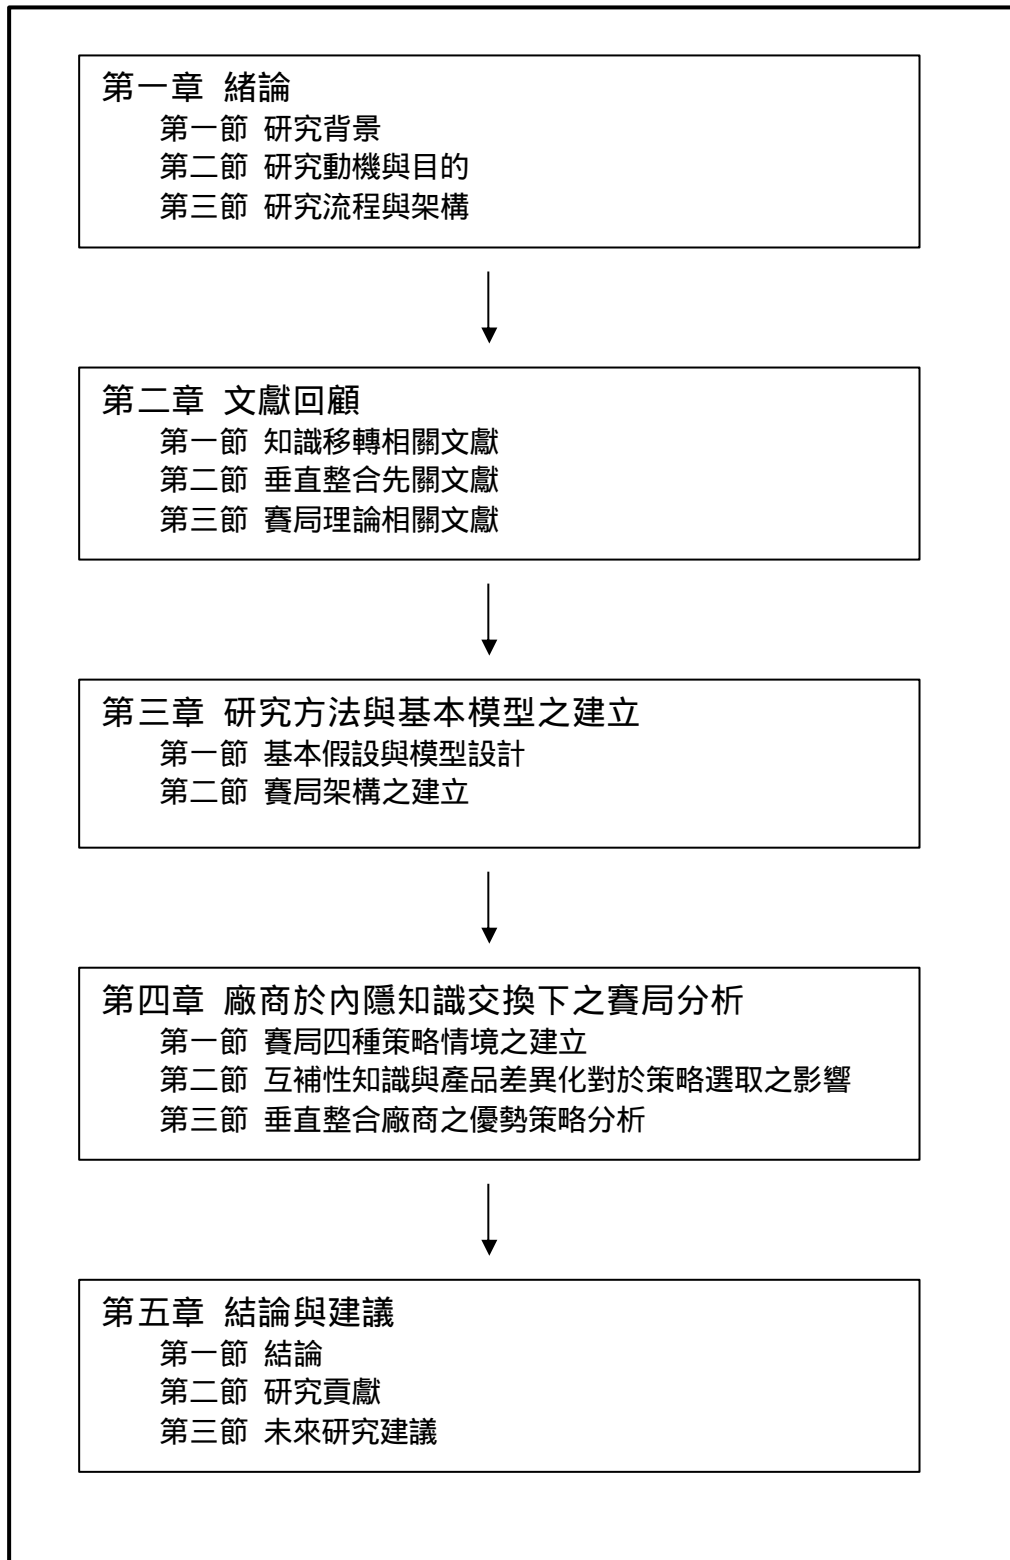 第一章 緒論
第一節 研究背景
第二節 研究動機與目的
第三節 研究流程與架構
第二章 文獻回顧
第一節 知識移轉相關文獻
第二節 垂直整合先關文獻
第三節 賽局理論相關文獻
第三章 研究方法與基本模型之建立
第一節 基本假設與模型設計
第二節 賽局架構之建立
第四章 廠商於內隱知識交換下之賽局分析
第一節 賽局四種策略情境之建立
第二節 互補性知識與產品差異化對於策略選取之影響
第三節 垂直整合廠商之優勢策略分析
第五章 結論與建議
第一節 結論
第二節 研究貢獻
第三節 未來研究建議